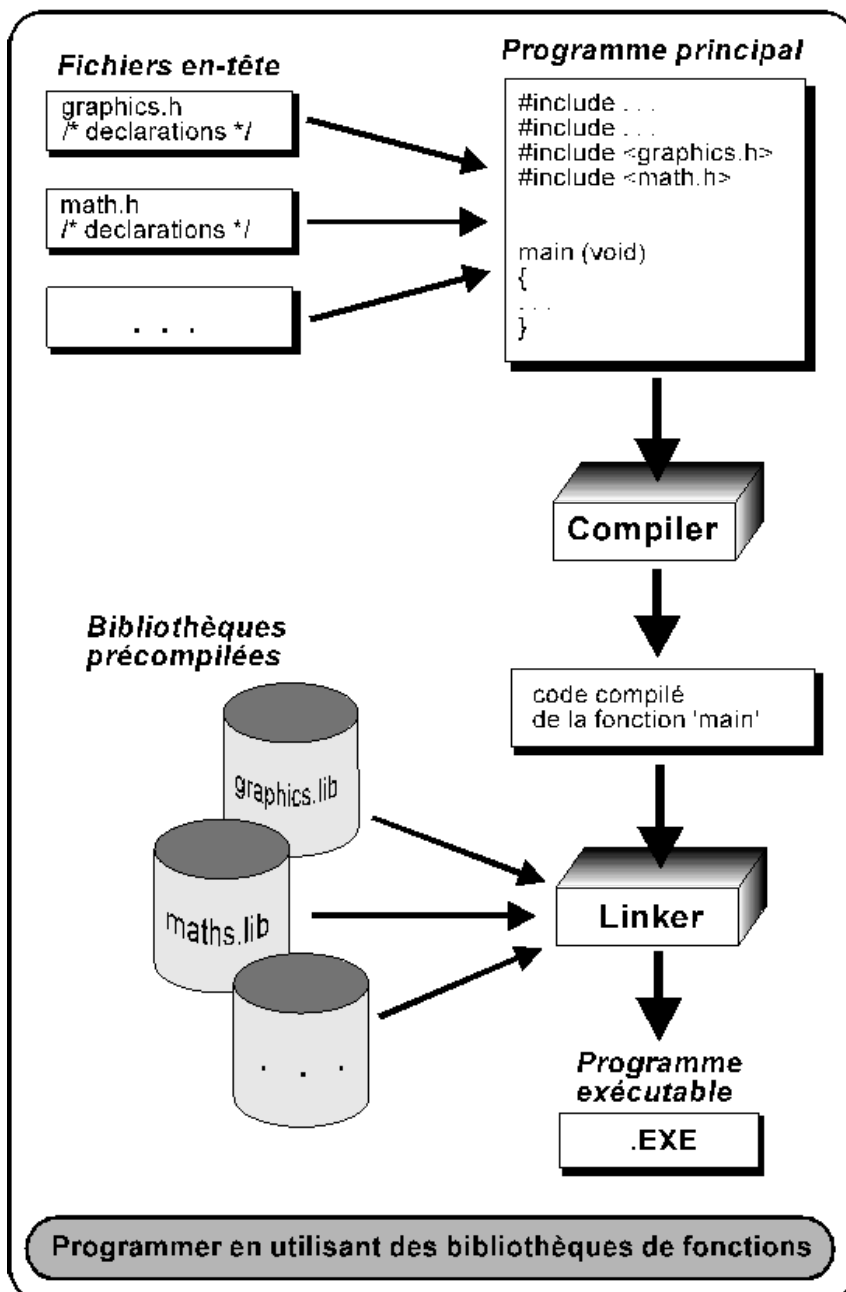 Fichiers en-tête
graphics.h
/* declarations */
math.h
/* declarations */
. . .
Programme principal
#include . . .
#include . . .
#include <graphics.h>
#include <math.h>
main (void)
{
. . .
}
Compiler
code compilé
de la fonction 'main'
Bibliothèques
précompilées
graphics.lib
maths.lib
. . .
Linker
Programme
exécutable
.EXE
Programmer en utilisant des bibliothèques de fonctions